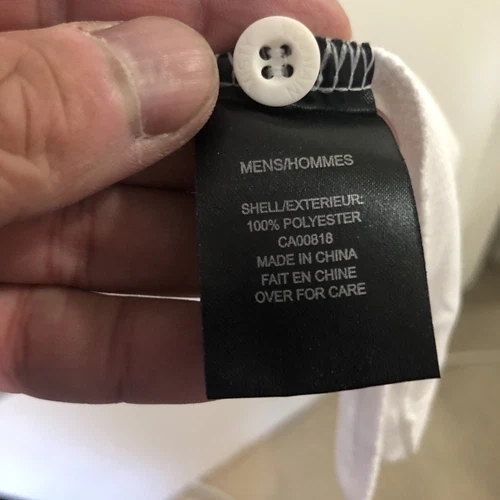 MENS/HOMMES
SHELL/EXTERIEUR:
100% POLYESTER
CA00818
MADE IN CHINA
FAIT EN CHINE
OVER FOR CARE